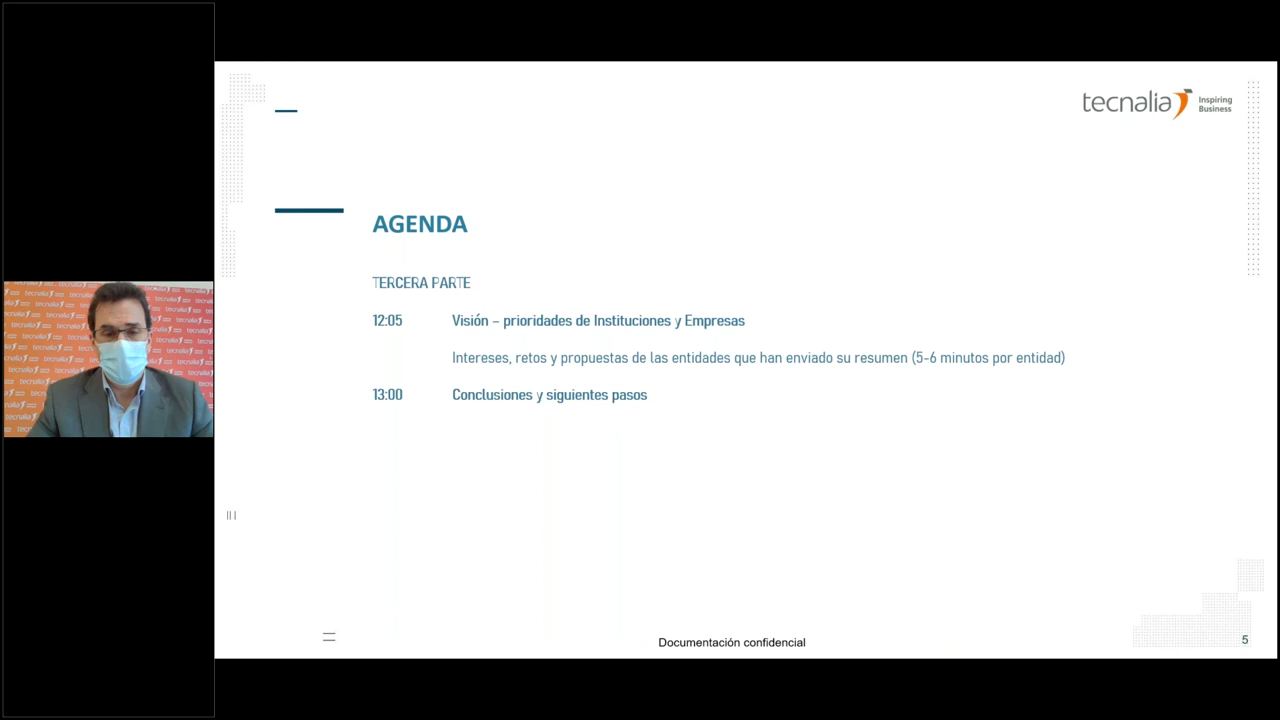 tecnalia Inspiring Business
AGENDA
TERCERA PARTE
12:05 Visión – prioridades de Instituciones y Empresas
Intereses, retos y propuestas de las entidades que han enviado su resumen (5-6 minutos por entidad)
13:00 Conclusiones y siguientes pasos
Documentación confidencial
5